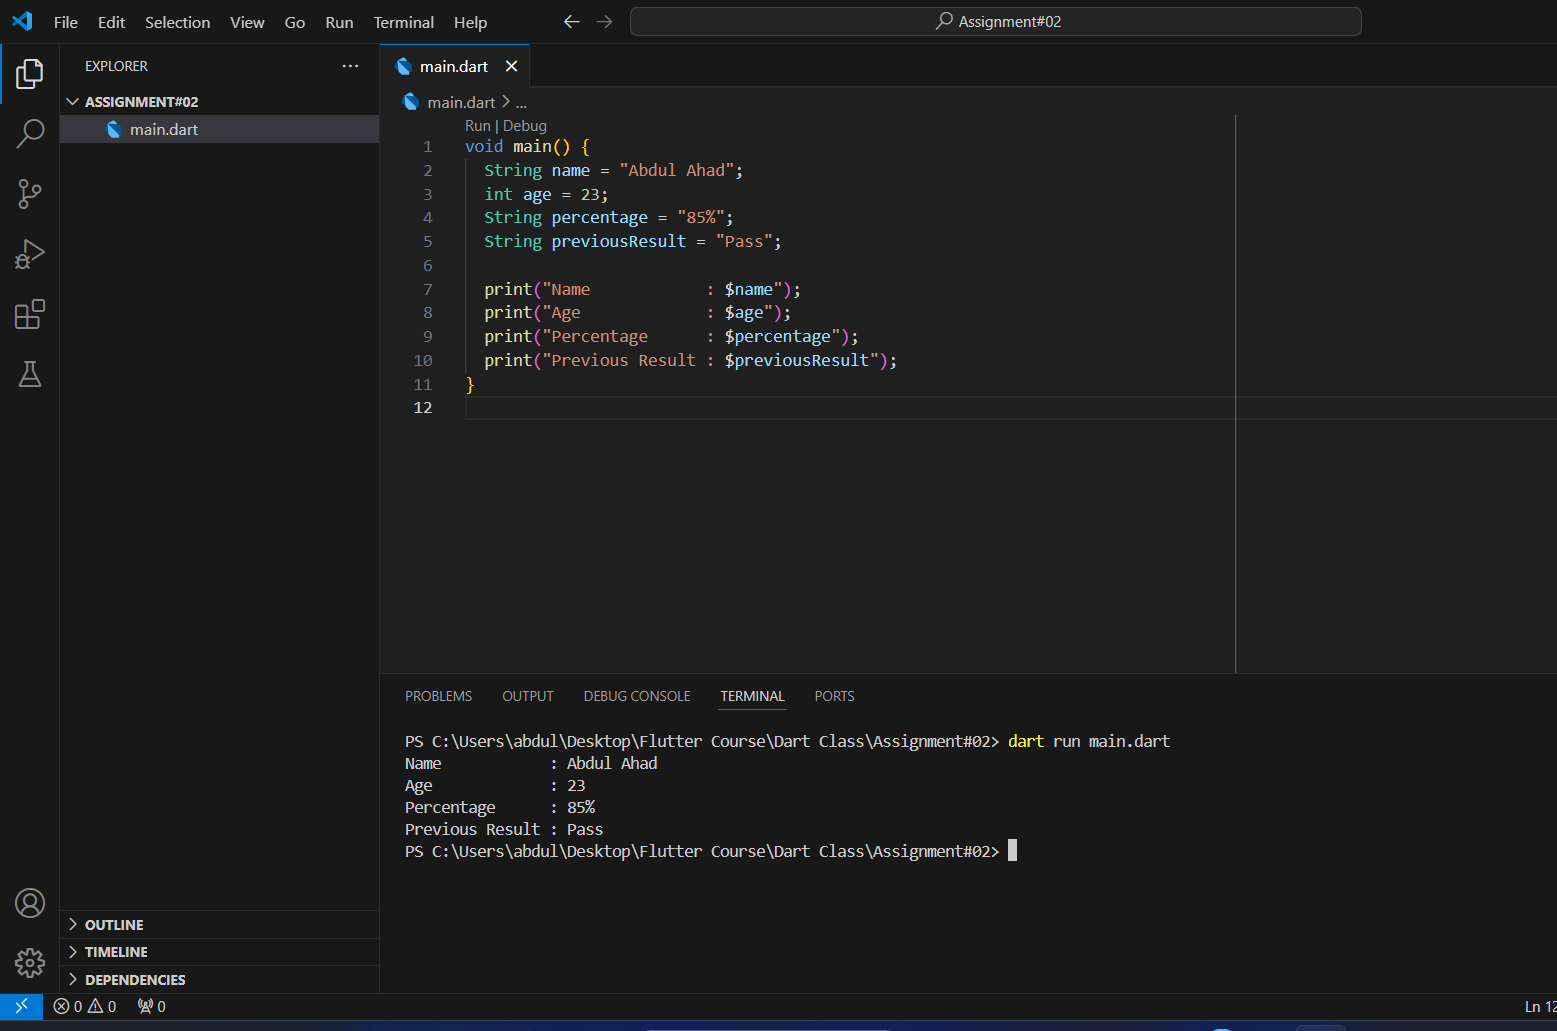 File Edit Selection View Go Run Terminal Help
Assignment#02
EXPLORER
ASSIGNMENT#02
main.dart
OUTLINE
TIMELINE
DEPENDENCIES
main.dart
main.dart > ...
Run | Debug
1 void main() {
2   String name = "Abdul Ahad";
3   int age = 23;
4   String percentage = "85%";
5   String previousResult = "Pass";
6
7   print("Name            : $name");
8   print("Age             : $age");
9   print("Percentage      : $percentage");
10   print("Previous Result : $previousResult");
11 }
12
PROBLEMS OUTPUT DEBUG CONSOLE TERMINAL PORTS
PS C:\Users\abdul\Desktop\Flutter Course\Dart Class\Assignment#02> dart run main.dart
Name            : Abdul Ahad
Age             : 23
Percentage      : 85%
Previous Result : Pass
PS C:\Users\abdul\Desktop\Flutter Course\Dart Class\Assignment#02>
0 0 0
Ln 12